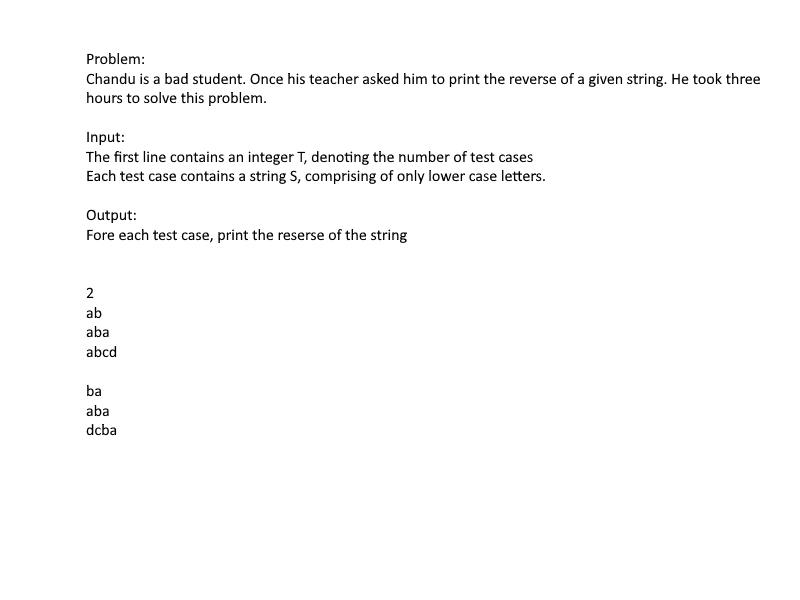 Problem:
Chandu is a bad student. Once his teacher asked him to print the reverse of a given string. He took three
hours to solve this problem.
Input:
The first line contains an integer T, denoting the number of test cases
Each test case contains a string S, comprising of only lower case letters.
Output:
Fore each test case, print the reserse of the string
2
ab
aba
abcd
ba
aba
dcba